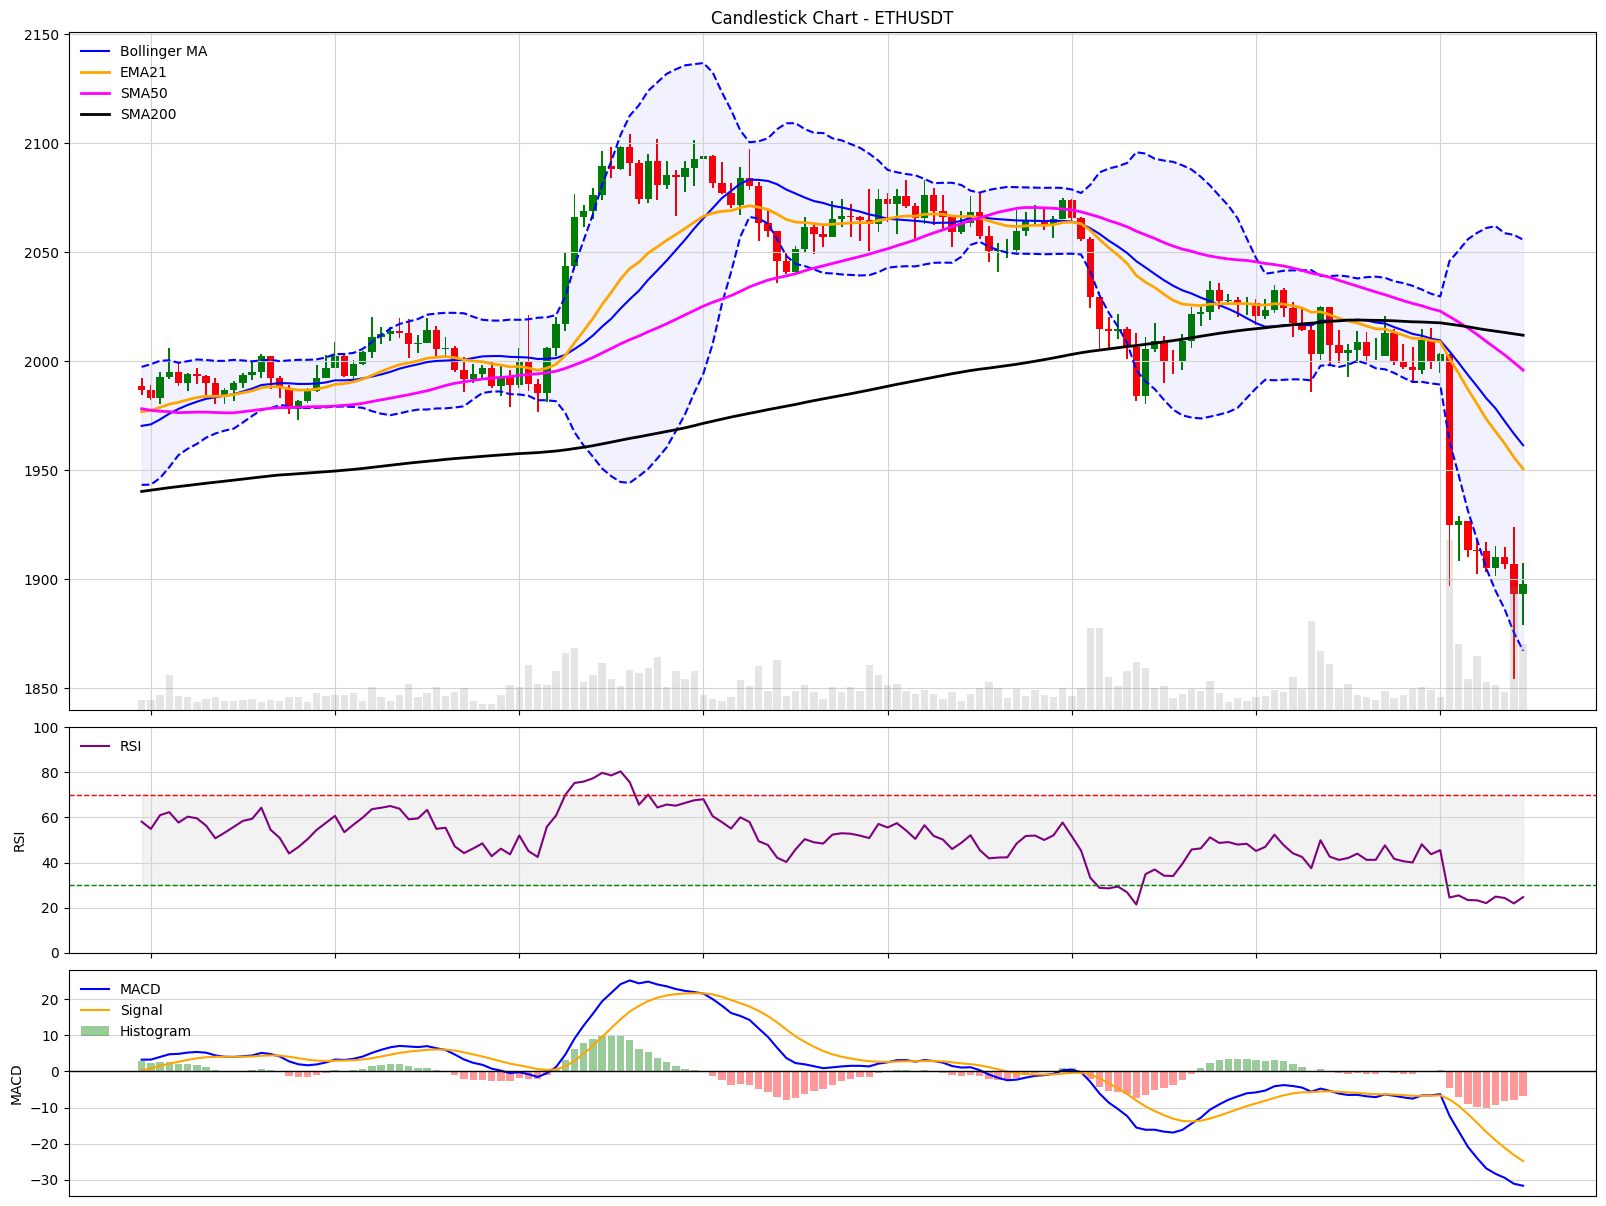 Candlestick Chart - ETHUSDT
2150
Bollinger MA
EMA21
SMA50
SMA200
2100
2050
2000
1950
1900
1850
100
RSI
80
60
RSI
40
20
0
MACD
20
Signal
10
Histogram
0
MACD
−10
−20
−30